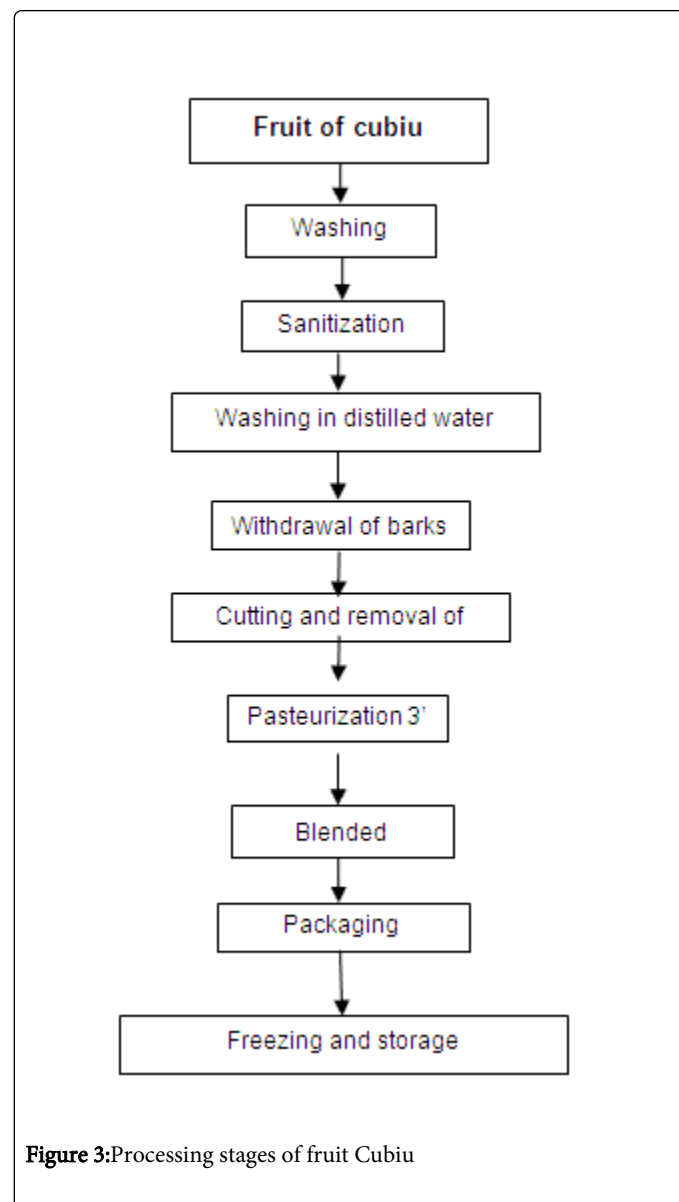 Fruit of cubiu
Washing
Sanitization
Washing in distilled water
Withdrawal of barks
Cutting and removal of
Pasteurization 3'
Blended
Packaging
Freezing and storage
Figure 3:Processing stages of fruit Cubiu